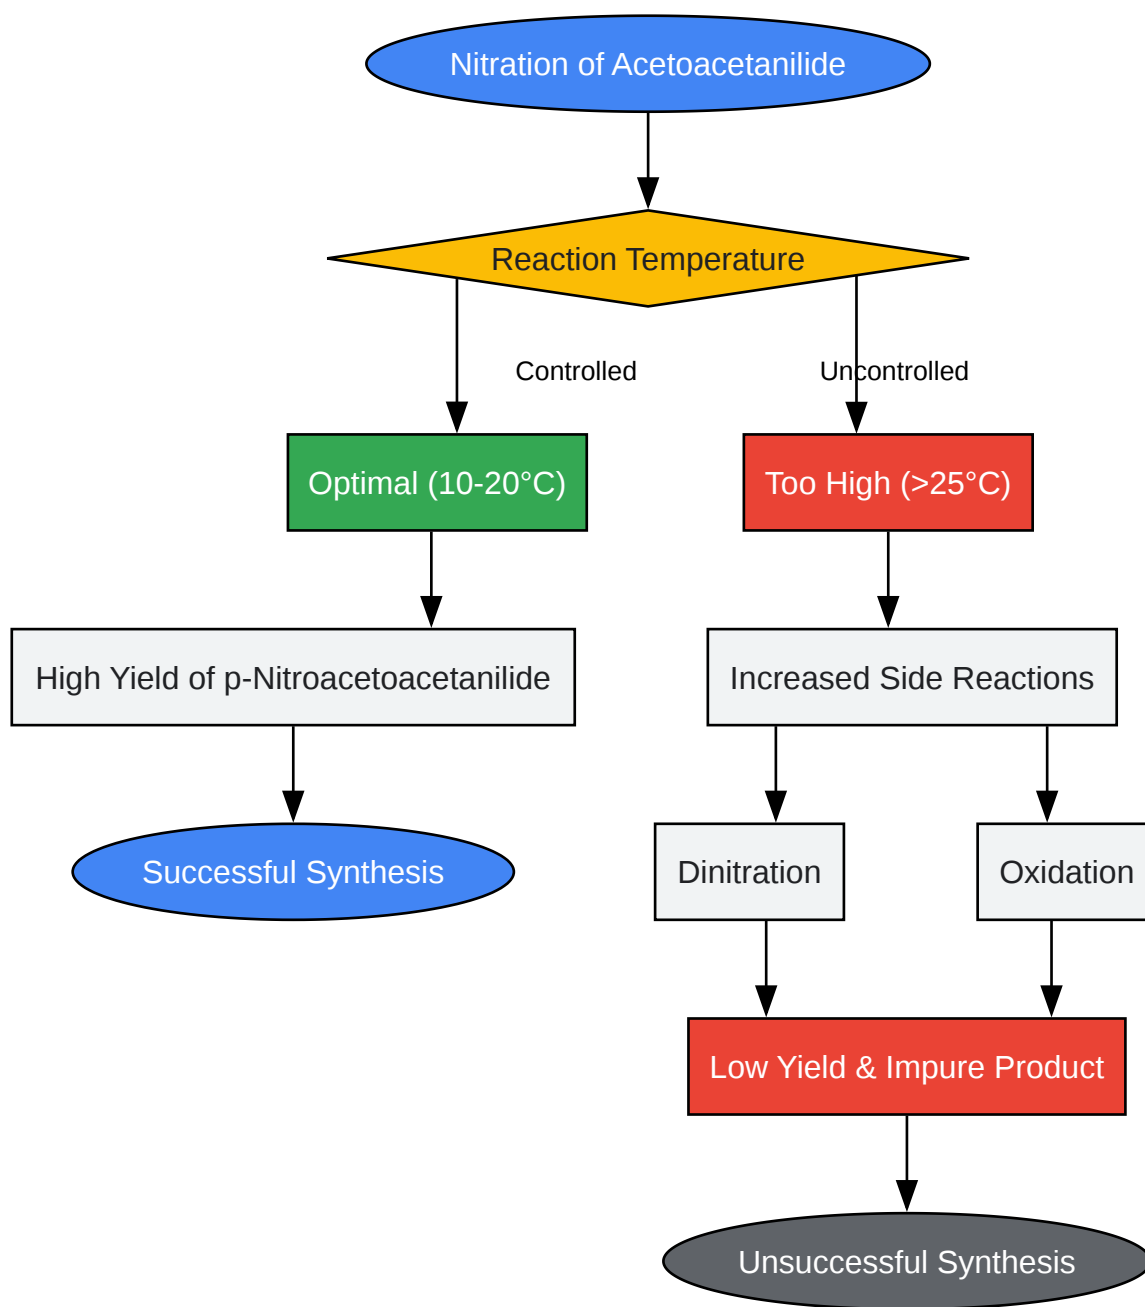 Nitration of Acetoacetanilide
Reaction Temperature
Controlled
Uncontrolled
Optimal (10-20°C)
Too High (>25°C)
High Yield of p-Nitroacetoacetanilide
Increased Side Reactions
Successful Synthesis
Dinitration
Oxidation
Low Yield & Impure Product
Unsuccessful Synthesis